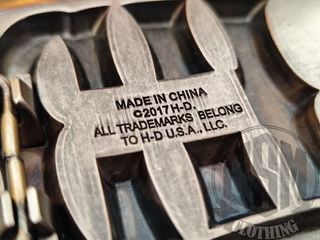 MADE IN CHINA
©2017 H-D.
ALL TRADEMARKS BELONG
TO H-D U.S.A., LLC.
CLOTHING